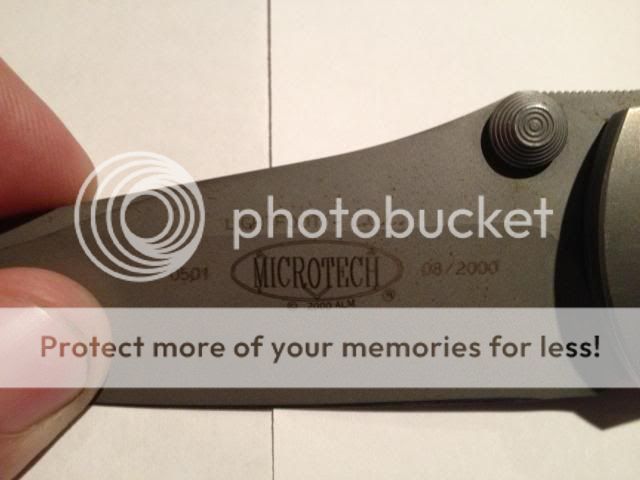 photobucket
0501 MICROTECH ® 08/2000
© 2000 ALM
Protect more of your memories for less!